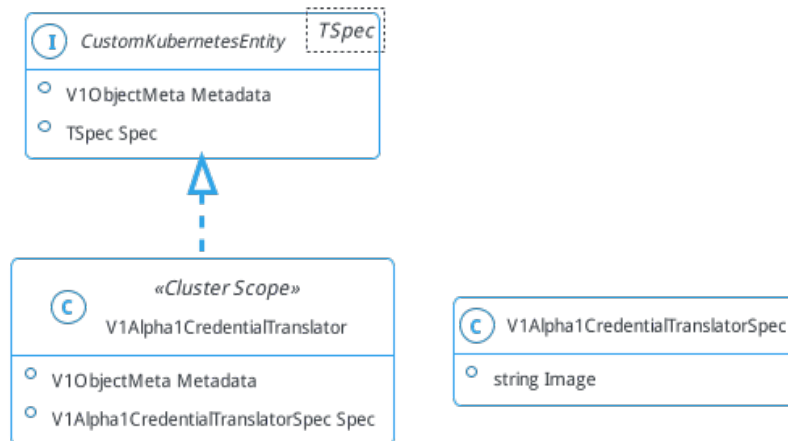 I CustomKubernetesEntity TSpec
V1ObjectMeta Metadata
TSpec Spec
«Cluster Scope»
C
V1Alpha1CredentialTranslator
V1ObjectMeta Metadata
V1Alpha1CredentialTranslatorSpec Spec
C V1Alpha1CredentialTranslatorSpec
string Image